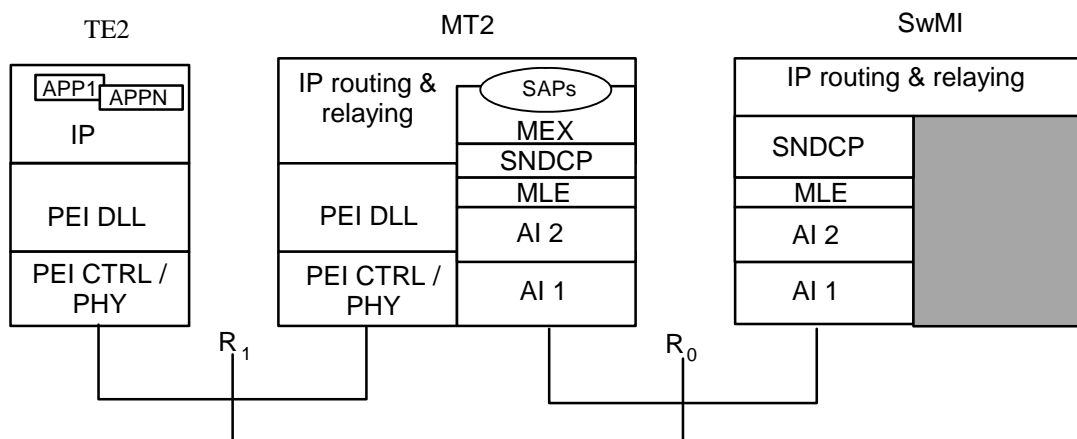 TE2
MT2
SwMI
APP1
APPN
IP
PEI DLL
PEI CTRL /
PHY
IP routing &
relaying
SAPs
MEX
SNDCP
MLE
PEI DLL
AI 2
PEI CTRL /
PHY
AI 1
IP routing & relaying
SNDCP
MLE
AI 2
AI 1
R1
R0